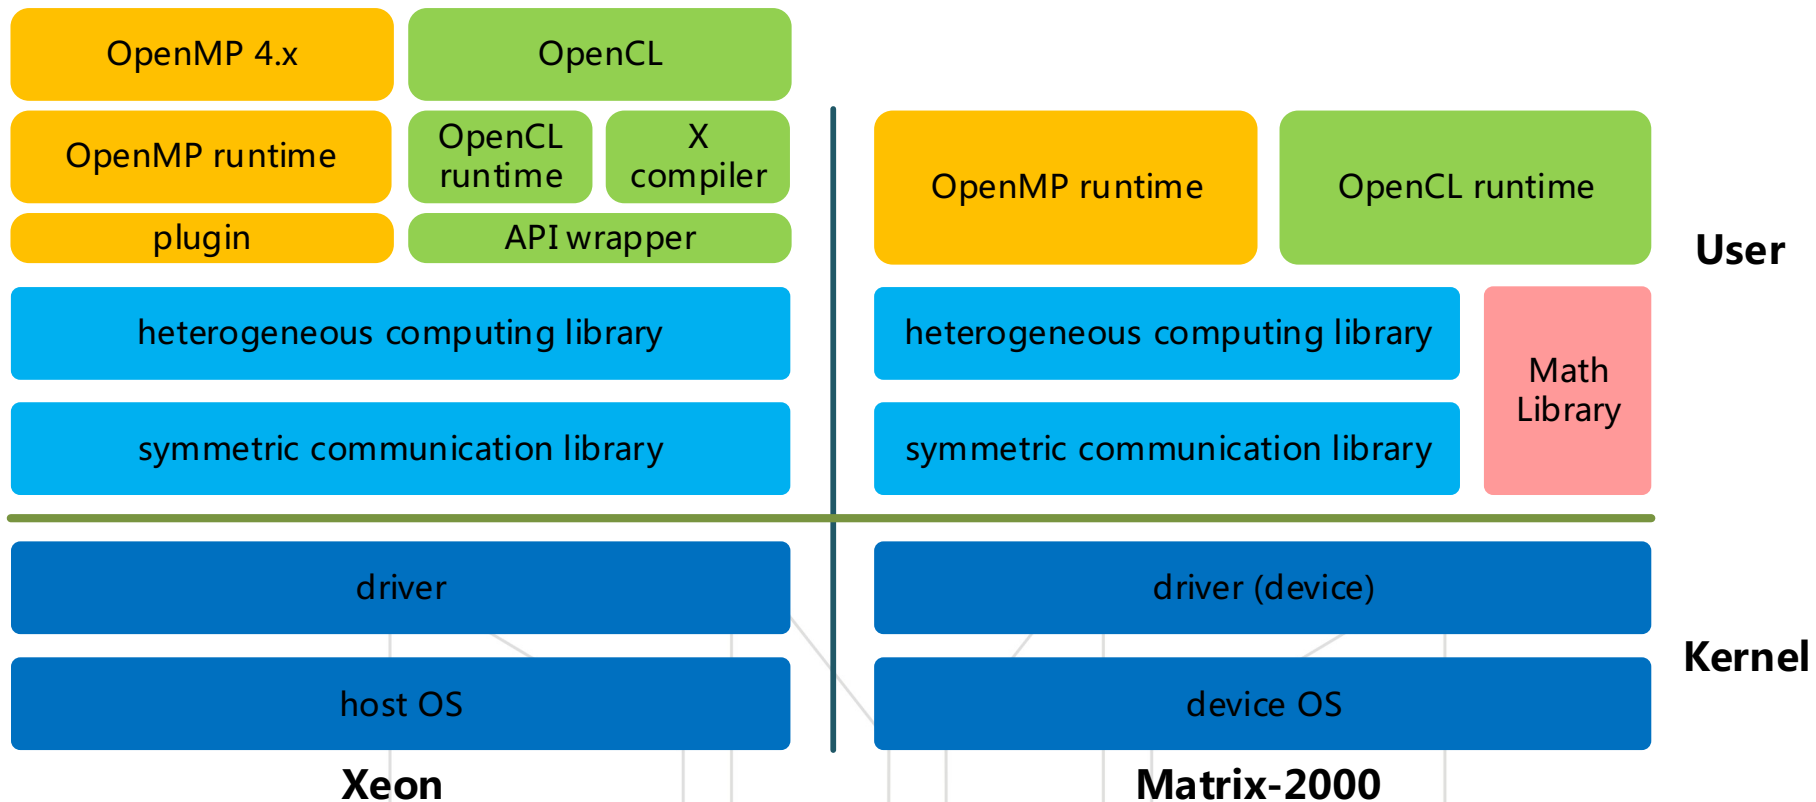 OpenMP 4.x
OpenCL
OpenMP runtime
OpenCL
runtime
X
compiler
plugin
API wrapper
heterogeneous computing library
symmetric communication library
OpenMP runtime
OpenCL runtime
heterogeneous computing library
symmetric communication library
Math
Library
User
driver
host OS
driver (device)
device OS
Kernel
Xeon
Matrix-2000